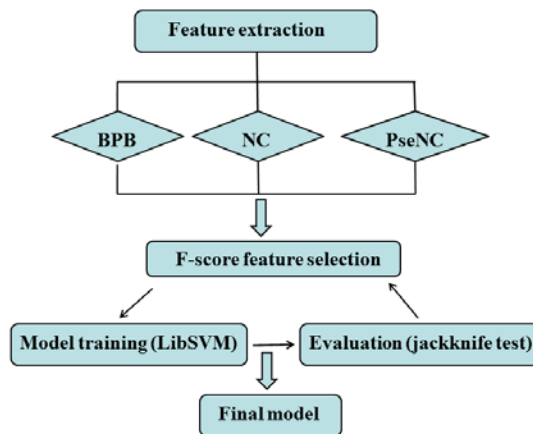 Feature extraction
BPB
NC
PseNC
F-score feature selection
Model training (LibSVM)
Evaluation (jackknife test)
Final model